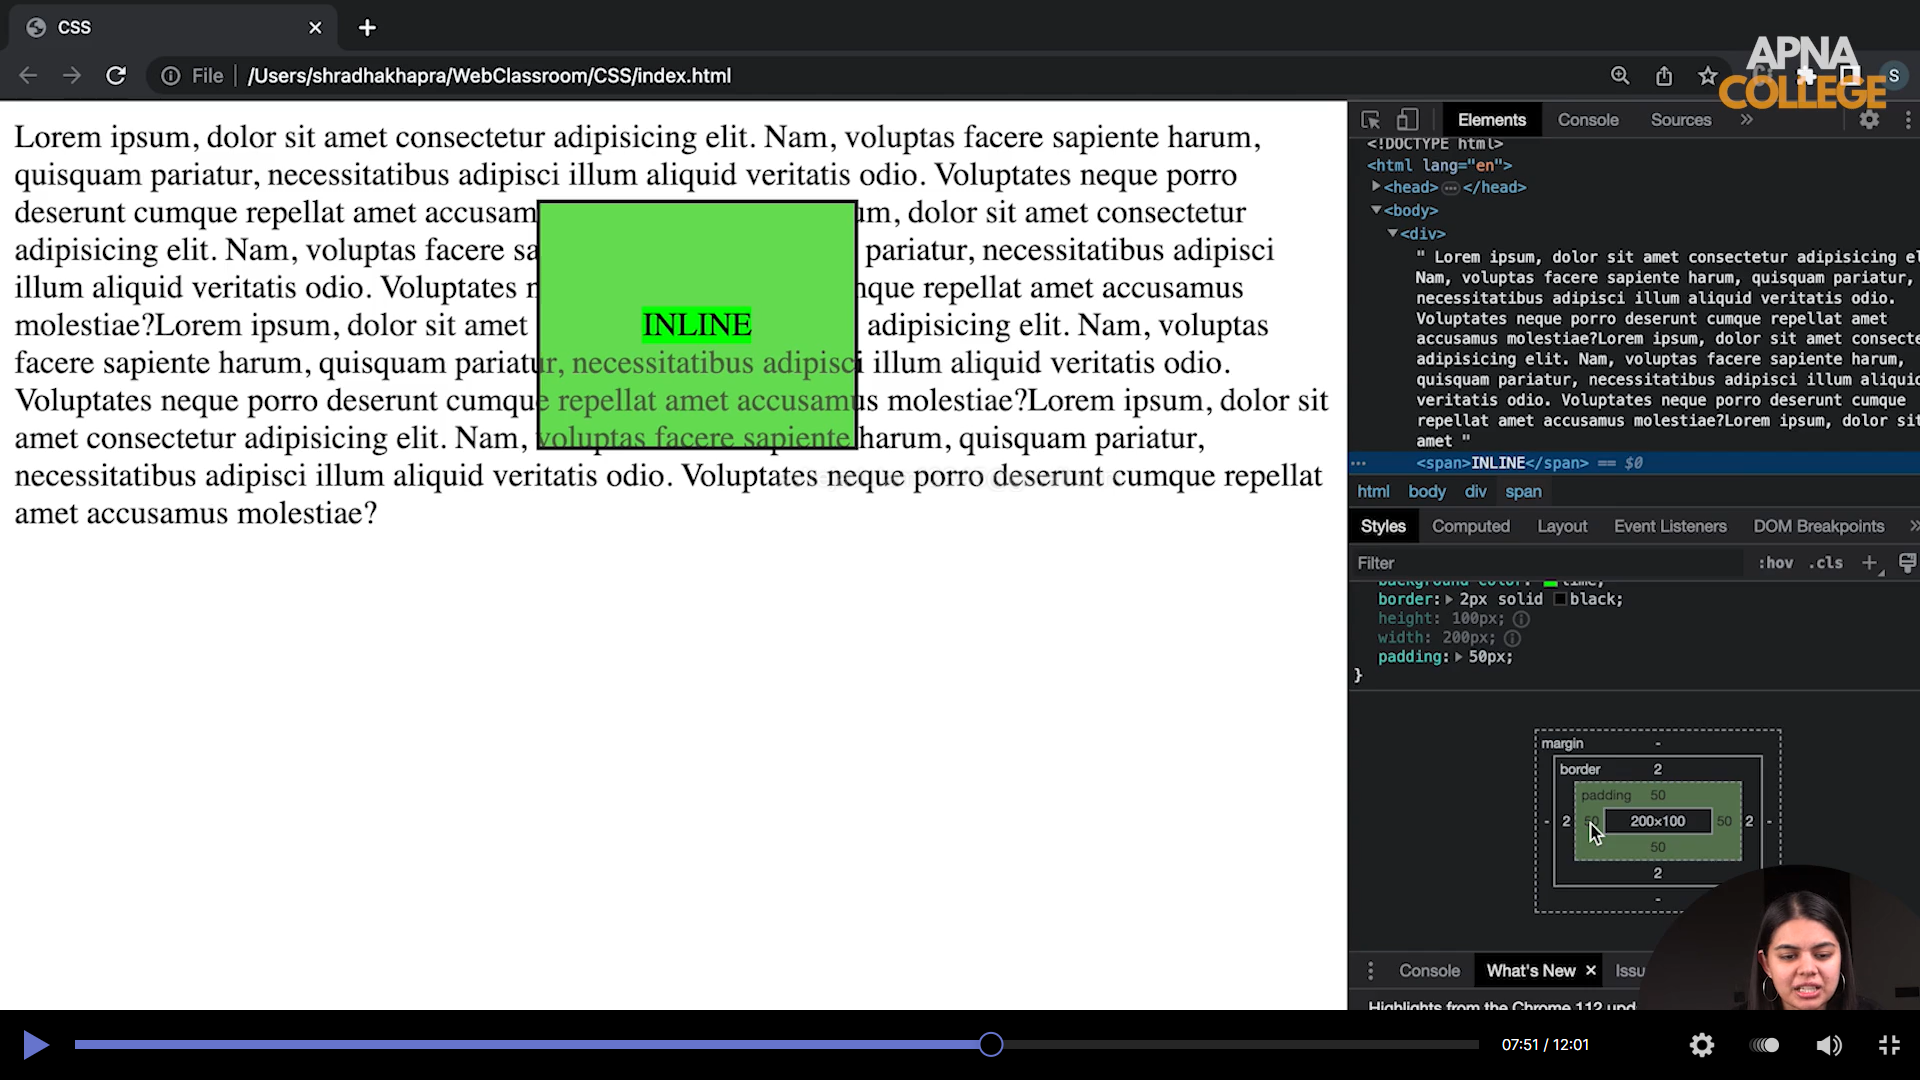 CSS
File
/Users/shradhakhapra/WebClassroom/CSS/index.html
S
APNA
COLLEGE
Lorem ipsum, dolor sit amet consectetur adipisicing elit. Nam, voluptas facere sapiente harum,
quisquam pariatur, necessitatibus adipisci illum aliquid veritatis odio. Voluptates neque porro
deserunt cumque repellat amet accusam um, dolor sit amet consectetur
adipisicing elit. Nam, voluptas facere sa pariatur, necessitatibus adipisci
illum aliquid veritatis odio. Voluptates n que repellat amet accusamus
molestiae?Lorem ipsum, dolor sit amet INLINE adipisicing elit. Nam, voluptas
facere sapiente harum, quisquam pariatur, necessitatibus adipisci illum aliquid veritatis odio.
Voluptates neque porro deserunt cumque repellat amet accusamus molestiae?Lorem ipsum, dolor sit
amet consectetur adipisicing elit. Nam, voluptas facere sapiente harum, quisquam pariatur,
necessitatibus adipisci illum aliquid veritatis odio. Voluptates neque porro deserunt cumque repellat
amet accusamus molestiae?
Elements Console Sources »
<!DOCTYPE html>
<html lang="en">
<head> ⋯ </head>
<body>
<div>
" Lorem ipsum, dolor sit amet consectetur adipisicing el
Nam, voluptas facere sapiente harum, quisquam pariatur,
necessitatibus adipisci illum aliquid veritatis odio.
Voluptates neque porro deserunt cumque repellat amet
accusamus molestiae?Lorem ipsum, dolor sit amet consecte
adipisicing elit. Nam, voluptas facere sapiente harum,
quisquam pariatur, necessitatibus adipisci illum aliquid
veritatis odio. Voluptates neque porro deserunt cumque
repellat amet accusamus molestiae?Lorem ipsum, dolor sit
amet "
<span>INLINE</span> == $0
html body div span
Styles Computed Layout Event Listeners DOM Breakpoints »
Filter :hov .cls +
background-color: lime;
border: 2px solid black;
height: 100px;
width: 200px;
padding: 50px;
}
margin -
border 2
padding 50
- 2 50 200×100 50 2 -
50
2
-
Console What's New × Issu
Highlights from the Chrome 112 upd
07:51 / 12:01